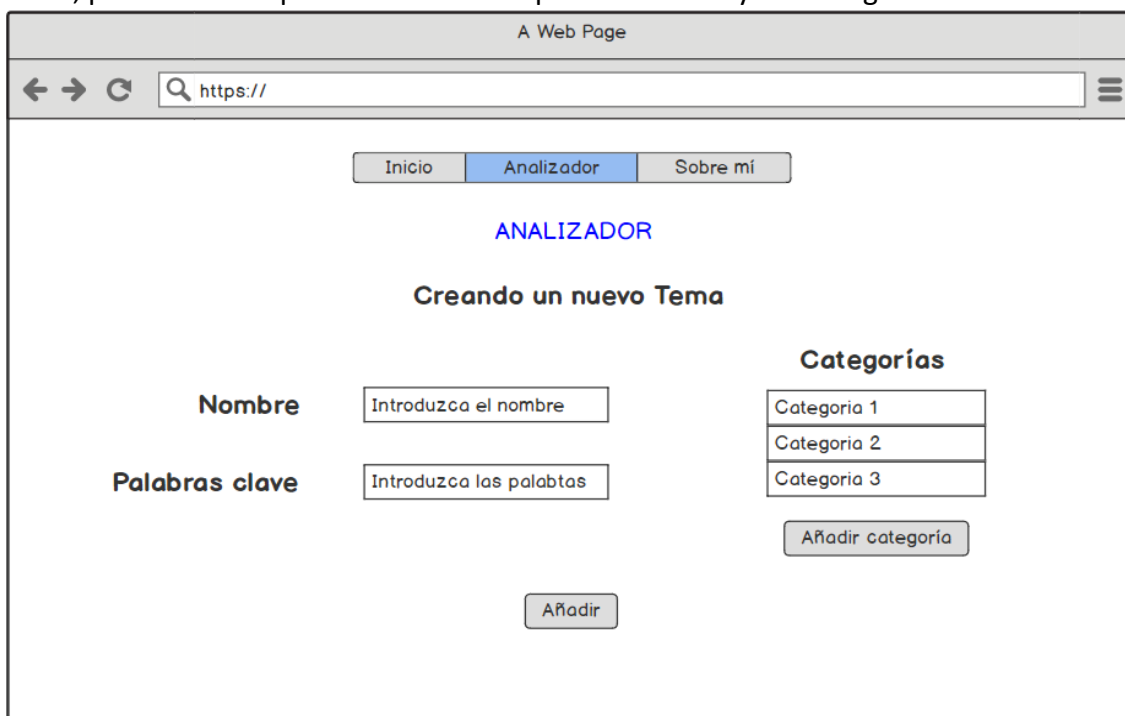 A Web Page
https://
Inicio Analizador Sobre mí
ANALIZADOR
Creando un nuevo Tema
Categorías
Nombre Introduzca el nombre Categoria 1
Categoria 2
Palabras clave Introduzca las palabtas Categoria 3
Añadir categoría
Añadir